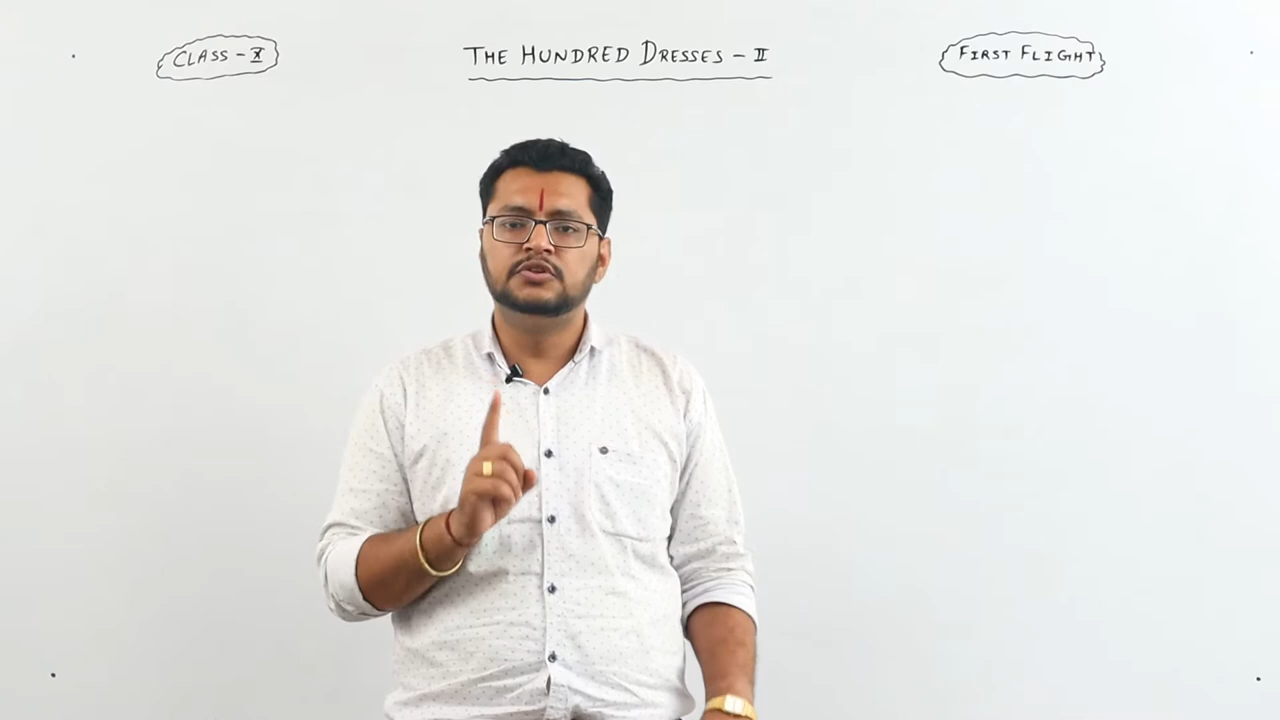 CLASS - X
THE HUNDRED DRESSES - II
FIRST FLIGHT